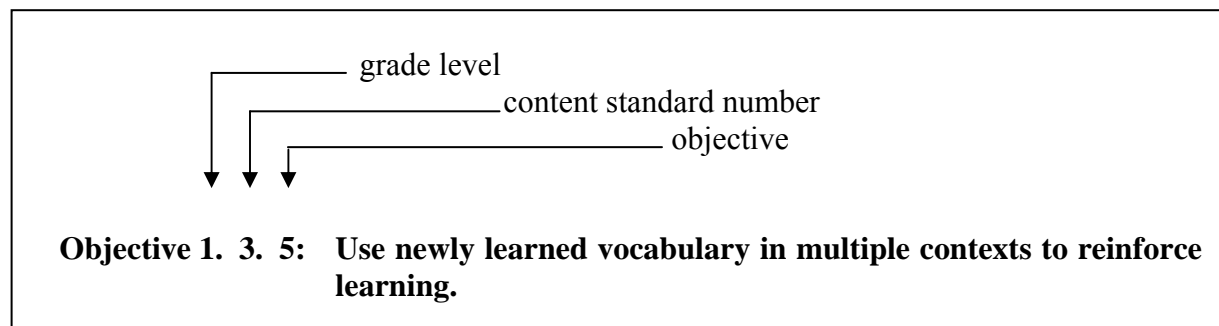 grade level
content standard number
objective
Objective 1. 3. 5: Use newly learned vocabulary in multiple contexts to reinforce
learning.